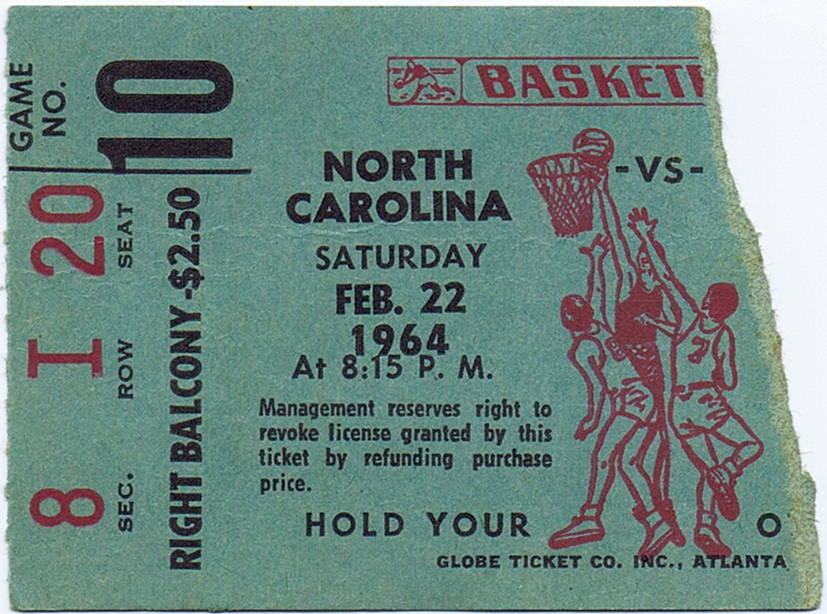 GAME NO.
10
20
SEAT
I
ROW
8
SEC.
RIGHT BALCONY-$2.50
BASKET
NORTH
CAROLINA
-VS-
SATURDAY
FEB. 22
1964
At 8:15 P. M.
Management reserves right to
revoke license granted by this
ticket by refunding purchase
price.
HOLD YOUR O
GLOBE TICKET CO. INC., ATLANTA
3